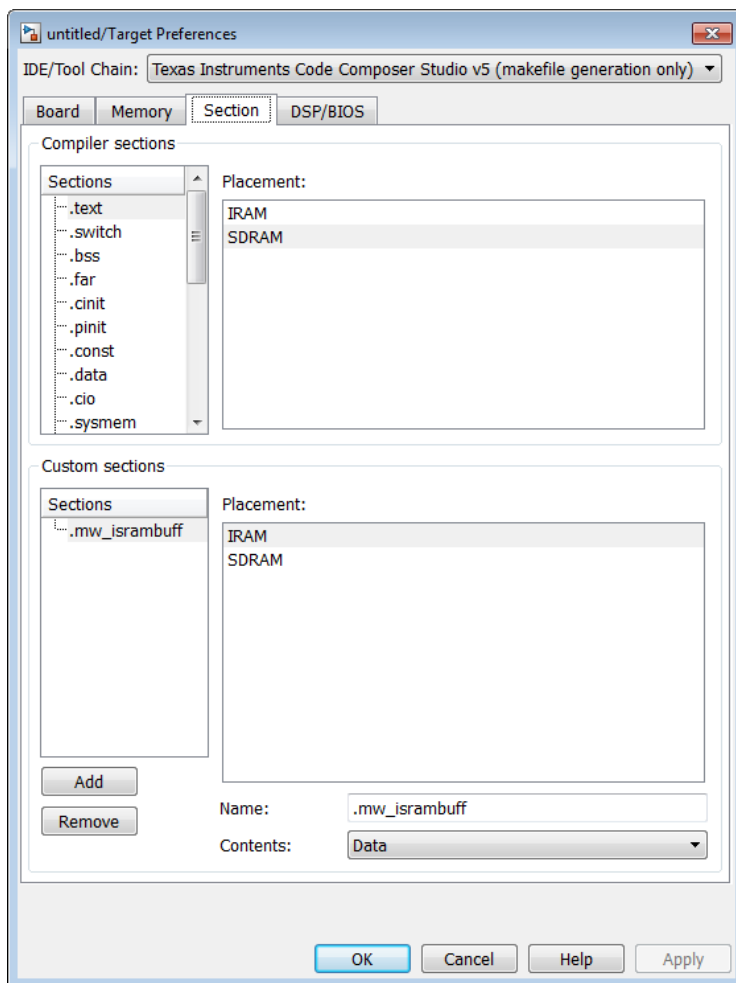 untitled/Target Preferences
IDE/Tool Chain: Texas Instruments Code Composer Studio v5 (makefile generation only)
Board Memory Section DSP/BIOS
Compiler sections
Sections
.text
.switch
.bss
.far
.cinit
.pinit
.const
.data
.cio
.sysmem
Placement:
IRAM
SDRAM
Custom sections
Sections
.mw_isrambuff
Placement:
IRAM
SDRAM
Add
Remove
Name: .mw_isrambuff
Contents: Data
OK Cancel Help Apply